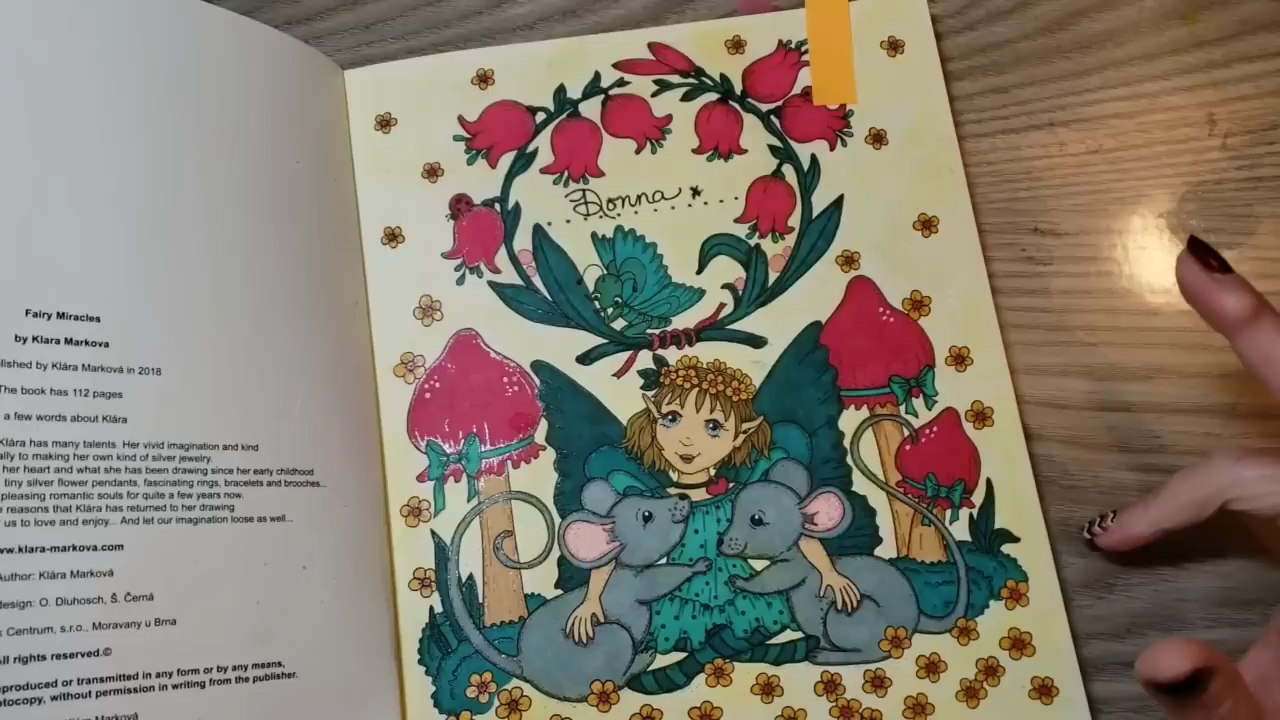 Fairy Miracles
by Klara Markova
lished by Klára Marková in 2018
The book has 112 pages
a few words about Klára
Klára has many talents. Her vivid imagination and kind
ally to making her own kind of silver jewelry.
her heart and what she has been drawing since her early childhood
tiny silver flower pendants, fascinating rings, bracelets and brooches...
pleasing romantic souls for quite a few years now.
reasons that Klára has returned to her drawing
us to love and enjoy... And let our imagination loose as well...
ww.klara-markova.com
Author: Klára Marková
design: O. Dluhosch, Š. Černá
Centrum, s.r.o., Moravany u Brna
All rights reserved.©
eproduced or transmitted in any form or by any means,
otocopy, without permission in writing from the publisher.
Klára Marková
Donna